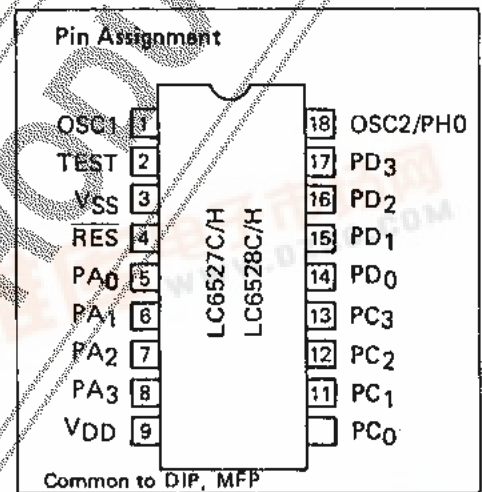 Pin Assignment
OSC1 1
TEST 2
VSS 3
RES 4
PA0 5
PA1 6
PA2 7
PA3 8
VDD 9
LC6527C/H
LC6528C/H
18 OSC2/PH0
17 PD3
16 PD2
15 PD1
14 PD0
13 PC3
12 PC2
11 PC1
PC0
Common to DIP, MFP